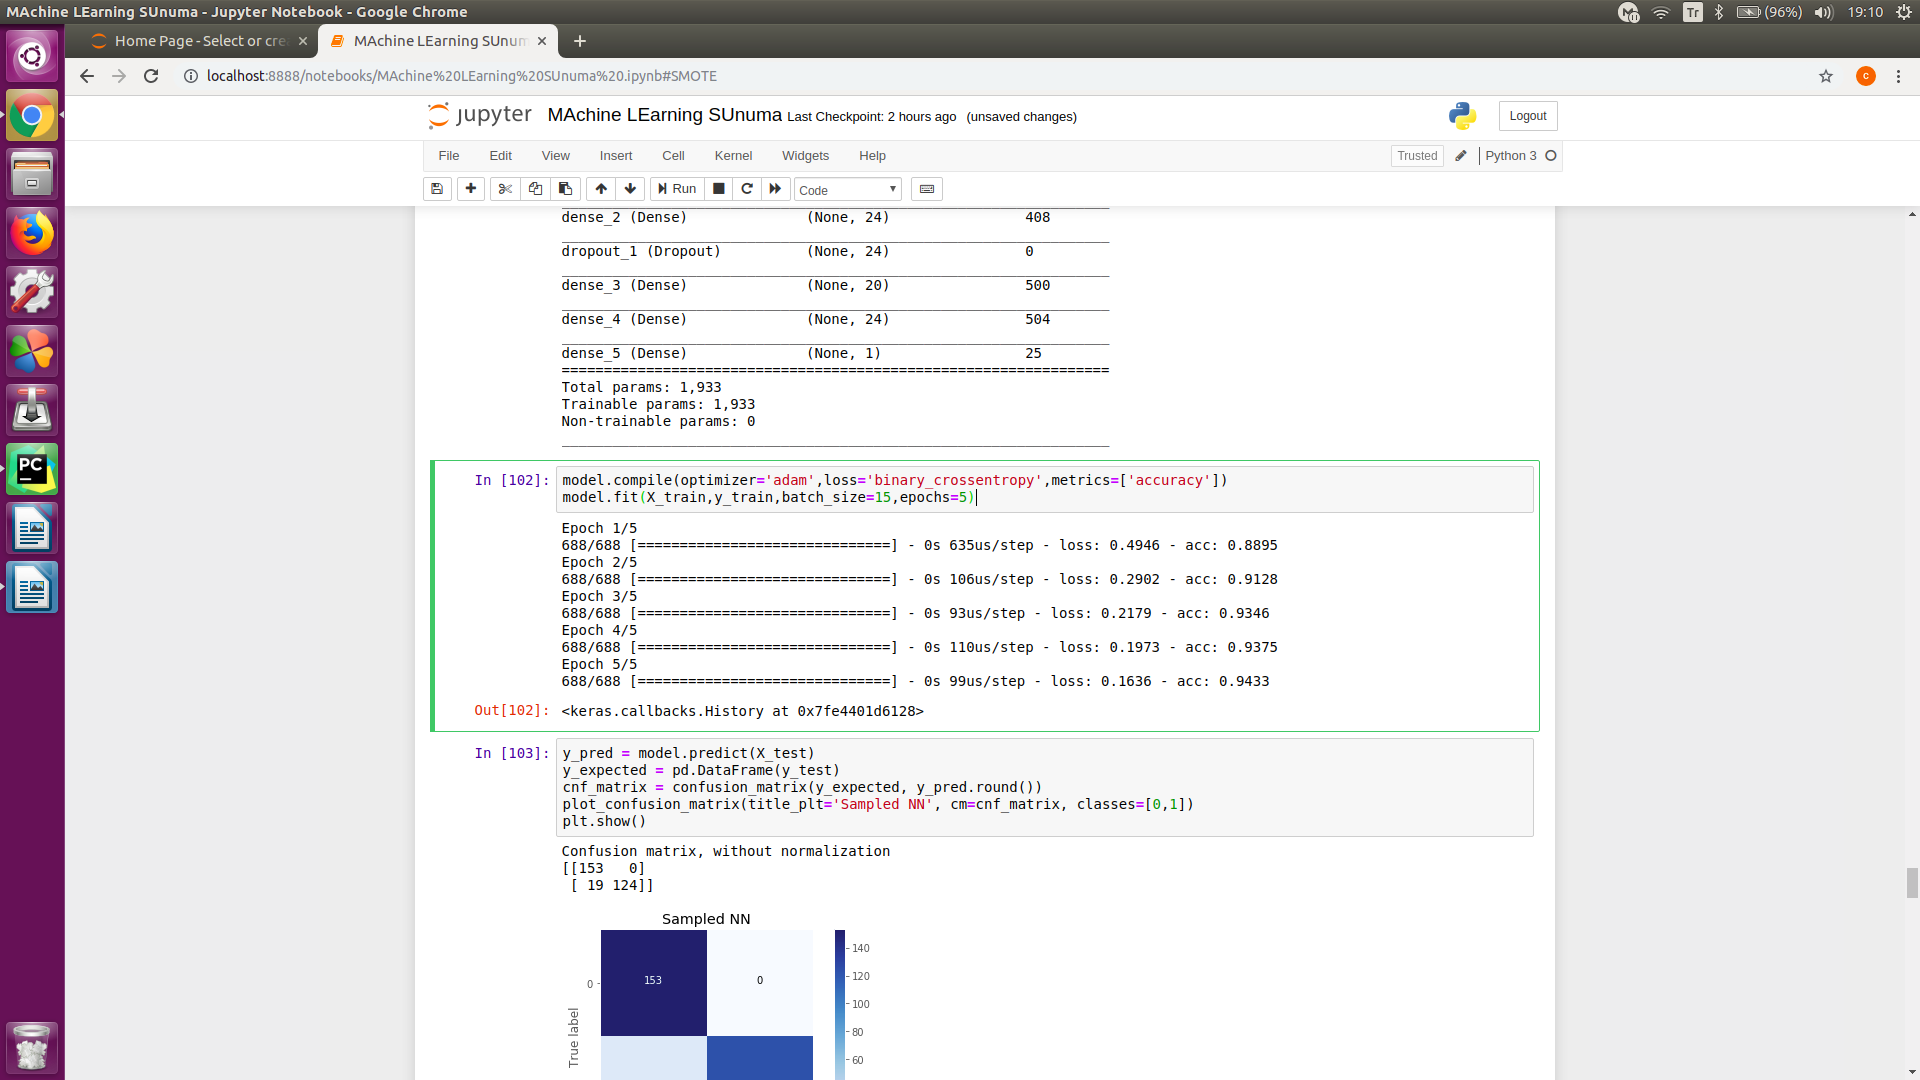 MAchine LEarning SUnuma - Jupyter Notebook - Google Chrome
Tr
(96%)
19:10
Home Page - Select or cre
MAchine LEarning SUnum
localhost:8888/notebooks/MAchine%20LEarning%20SUnuma%20.ipynb#SMOTE
c
jupyter MAchine LEarning SUnuma Last Checkpoint: 2 hours ago (unsaved changes)
Logout
File Edit View Insert Cell Kernel Widgets Help
Trusted
Python 3
Run
Code
dense_2 (Dense) (None, 24) 408
dropout_1 (Dropout) (None, 24) 0
dense_3 (Dense) (None, 20) 500
dense_4 (Dense) (None, 24) 504
dense_5 (Dense) (None, 1) 25
=================================================================
Total params: 1,933
Trainable params: 1,933
Non-trainable params: 0
In [102]: model.compile(optimizer='adam',loss='binary_crossentropy',metrics=['accuracy'])
model.fit(X_train,y_train,batch_size=15,epochs=5)
Epoch 1/5
688/688 [==============================] - 0s 635us/step - loss: 0.4946 - acc: 0.8895
Epoch 2/5
688/688 [==============================] - 0s 106us/step - loss: 0.2902 - acc: 0.9128
Epoch 3/5
688/688 [==============================] - 0s 93us/step - loss: 0.2179 - acc: 0.9346
Epoch 4/5
688/688 [==============================] - 0s 110us/step - loss: 0.1973 - acc: 0.9375
Epoch 5/5
688/688 [==============================] - 0s 99us/step - loss: 0.1636 - acc: 0.9433
Out[102]: <keras.callbacks.History at 0x7fe4401d6128>
In [103]: y_pred = model.predict(X_test)
y_expected = pd.DataFrame(y_test)
cnf_matrix = confusion_matrix(y_expected, y_pred.round())
plot_confusion_matrix(title_plt='Sampled NN', cm=cnf_matrix, classes=[0,1])
plt.show()
Confusion matrix, without normalization
[[153   0]
 [ 19 124]]
Sampled NN
153
0
0
True label
140
120
100
80
60
PC